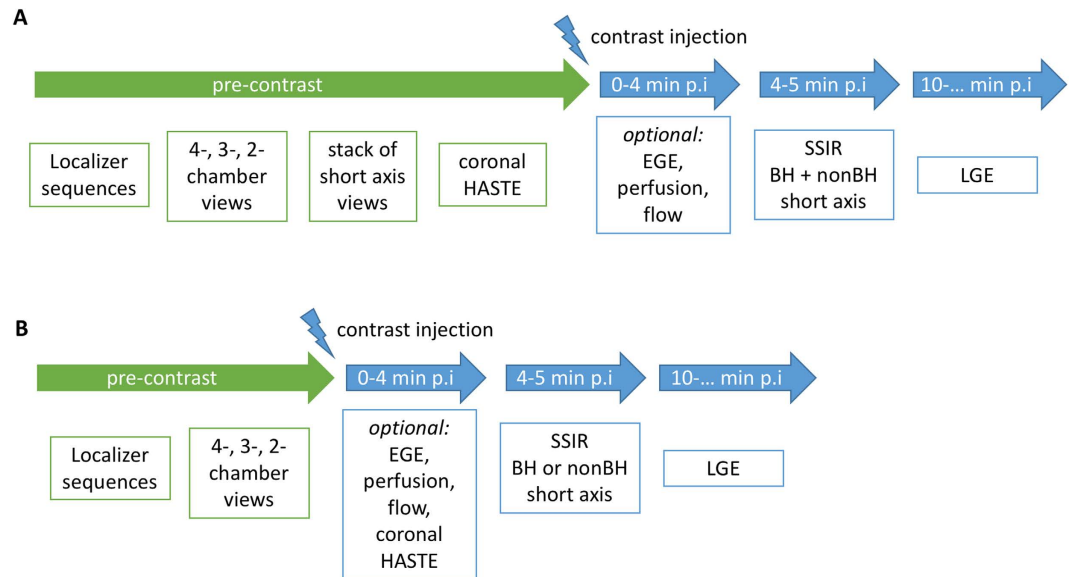 A
contrast injection
pre-contrast
0-4 min p.i
4-5 min p.i
10-... min p.i
Localizer
sequences
4-, 3-, 2-
chamber
views
stack of
short axis
views
coronal
HASTE
optional:
EGE,
perfusion,
flow
SSIR
BH + nonBH
short axis
LGE
B
contrast injection
pre-contrast
0-4 min p.i
4-5 min p.i
10-... min p.i
Localizer
sequences
4-, 3-, 2-
chamber
views
optional:
EGE,
perfusion,
flow,
coronal
HASTE
SSIR
BH or nonBH
short axis
LGE